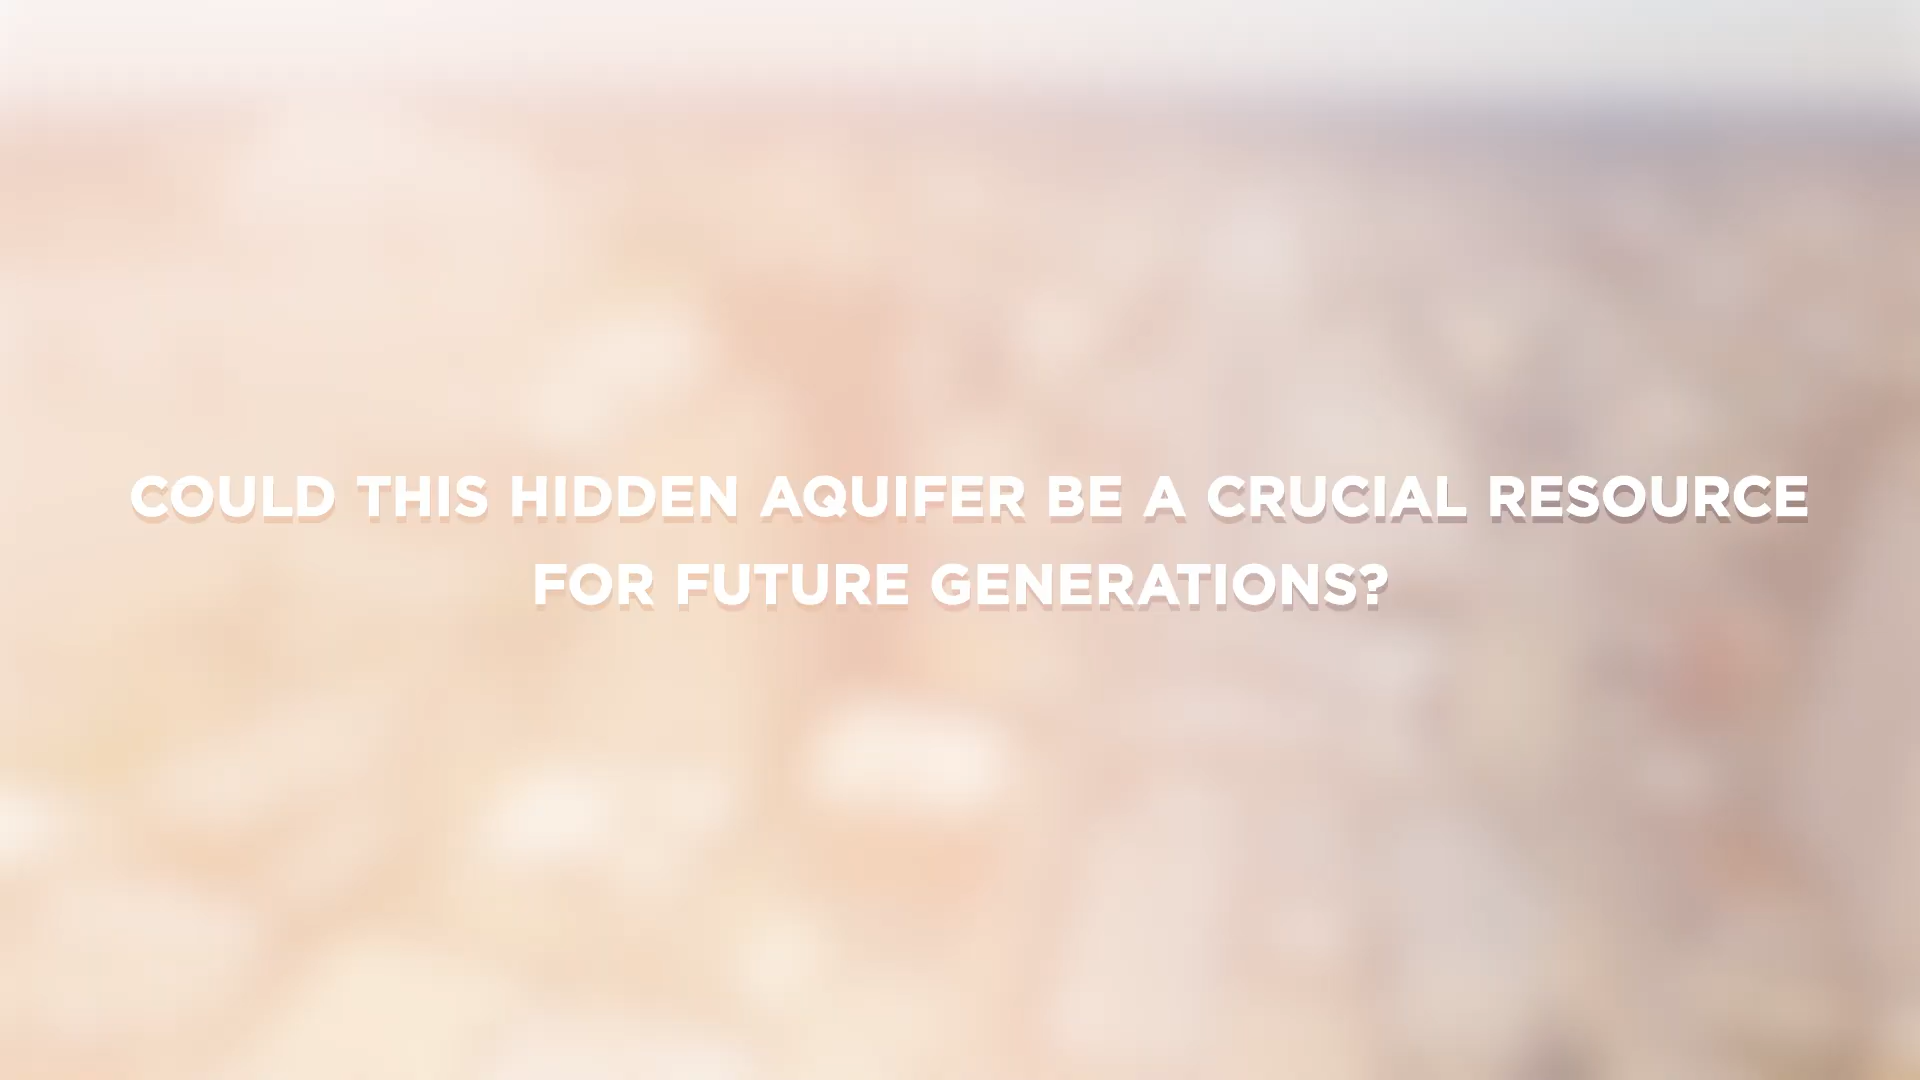 COULD THIS HIDDEN AQUIFER BE A CRUCIAL RESOURCE
FOR FUTURE GENERATIONS?